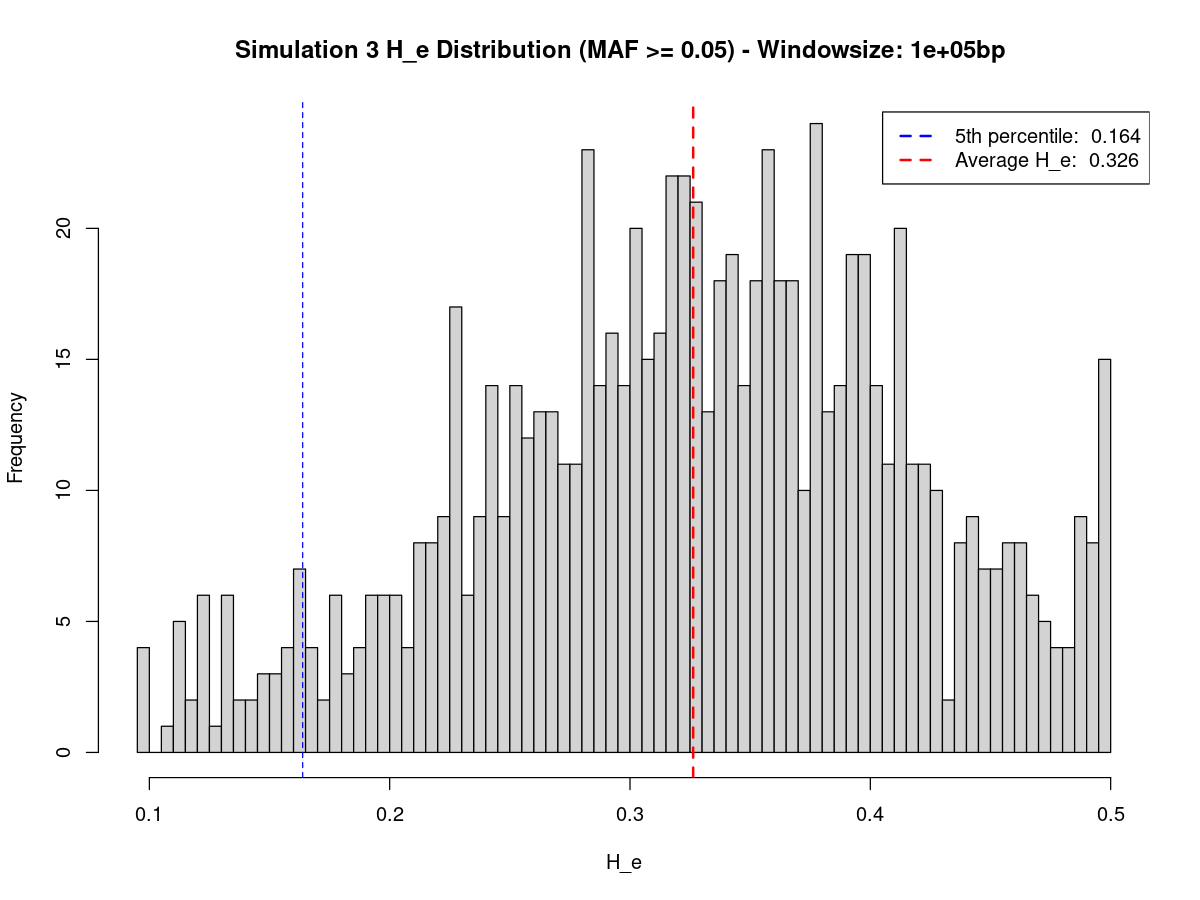 Simulation 3 H_e Distribution (MAF >= 0.05) - Windowsize: 1e+05bp
5th percentile: 0.164
Average H_e: 0.326
Frequency
20
15
10
5
0
0.1 0.2 0.3 0.4 0.5
H_e